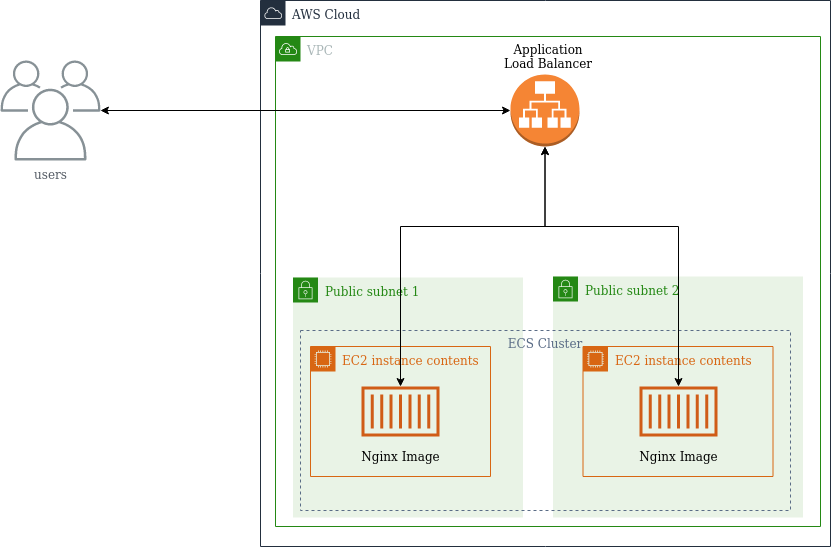 AWS Cloud
VPC
Application
Load Balancer
users
Public subnet 1
Public subnet 2
ECS Cluster
EC2 instance contents
EC2 instance contents
Nginx Image
Nginx Image